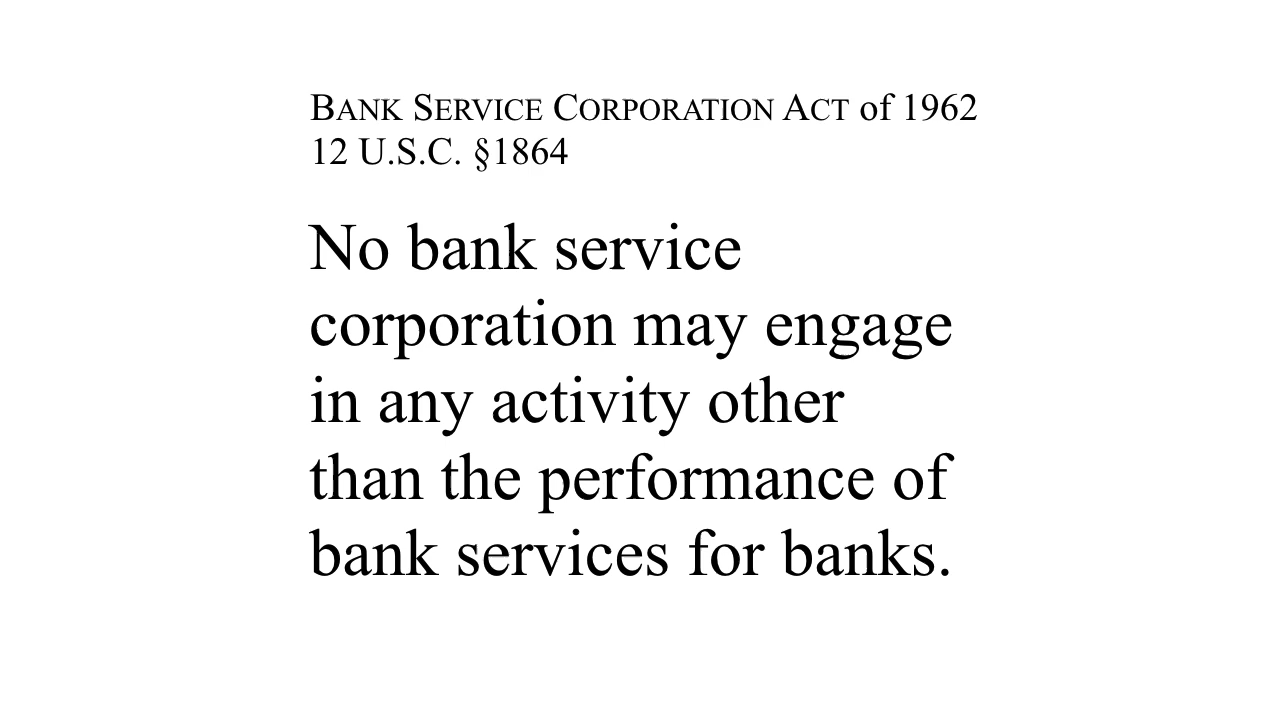 BANK SERVICE CORPORATION ACT of 1962
12 U.S.C. §1864
No bank service
corporation may engage
in any activity other
than the performance of
bank services for banks.